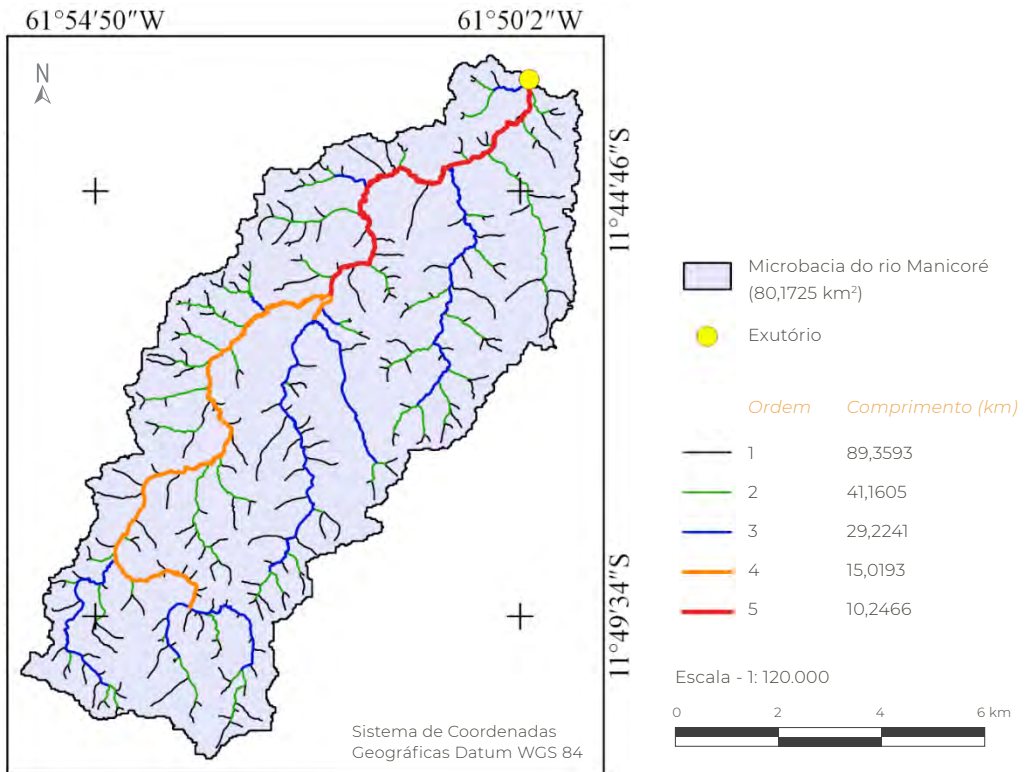 61°54′50″W 61°50′2″W
N
11°44′46″S
11°49′34″S
Sistema de Coordenadas
Geográficas Datum WGS 84
Microbacia do rio Manicoré
(80,1725 km²)
Exutório
Ordem Comprimento (km)
1 89,3593
2 41,1605
3 29,2241
4 15,0193
5 10,2466
Escala - 1: 120.000
0 2 4 6 km